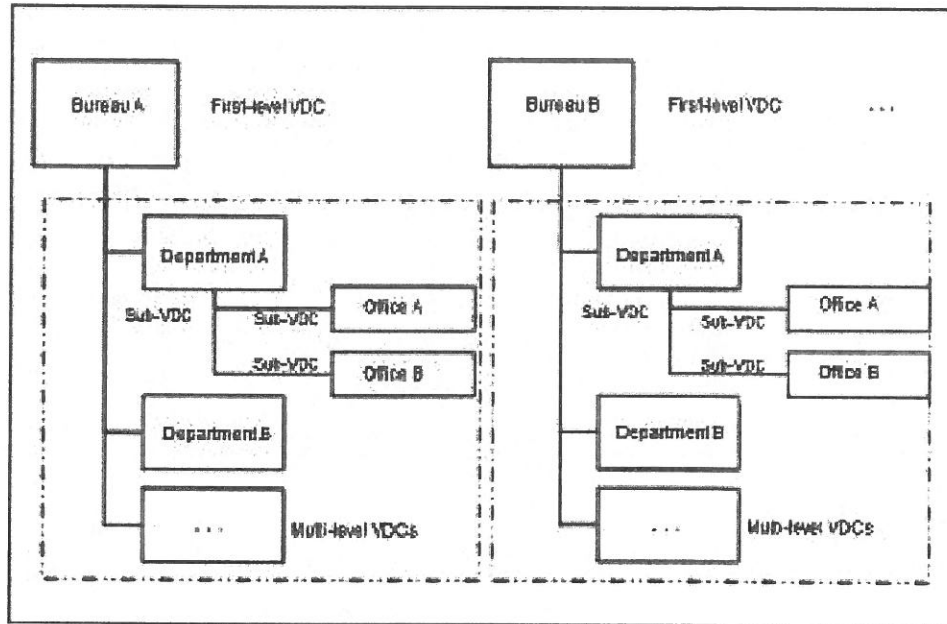 Bureau A
First-level VDC
Bureau B
First-level VDC
...
Department A
Sub-VDC
Sub-VDC
Office A
Sub-VDC
Office B
Department B
...
Multi-level VDCs
Department A
Sub-VDC
Sub-VDC
Office A
Sub-VDC
Office B
Department B
...
Multi-level VDCs